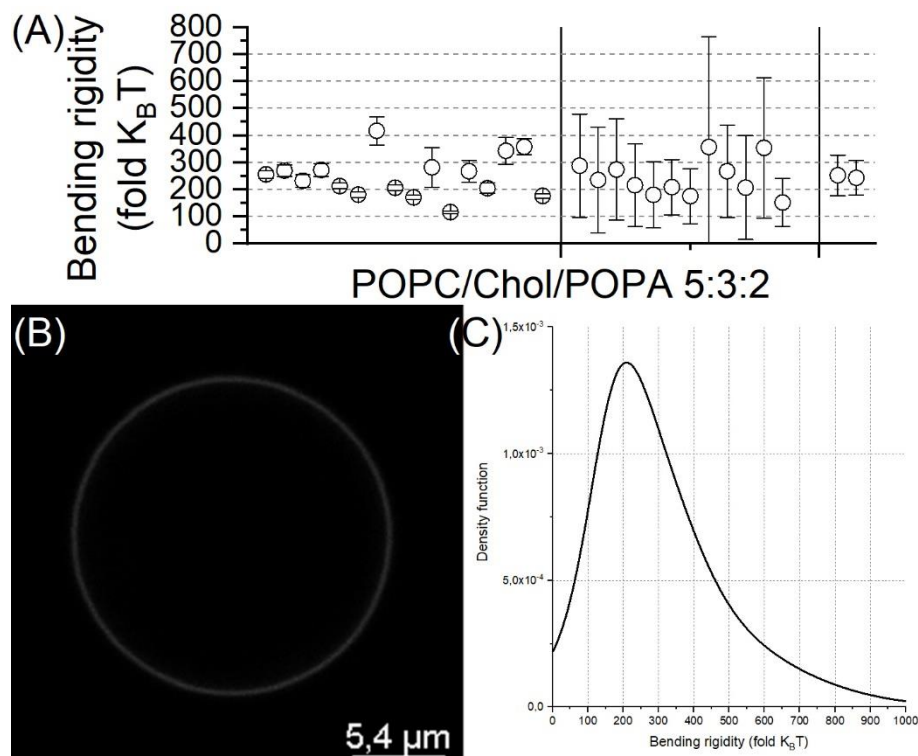 (A)
Bending rigidity
(fold K_BT)
800
700
600
500
400
300
200
100
0
POPC/Chol/POPA 5:3:2
(B)
5,4 µm
(C)
Density function
1,5x10⁻³
1,0x10⁻³
5,0x10⁻⁴
0,0
0 100 200 300 400 500 600 700 800 900 1000
Bending rigidity (fold K_BT)